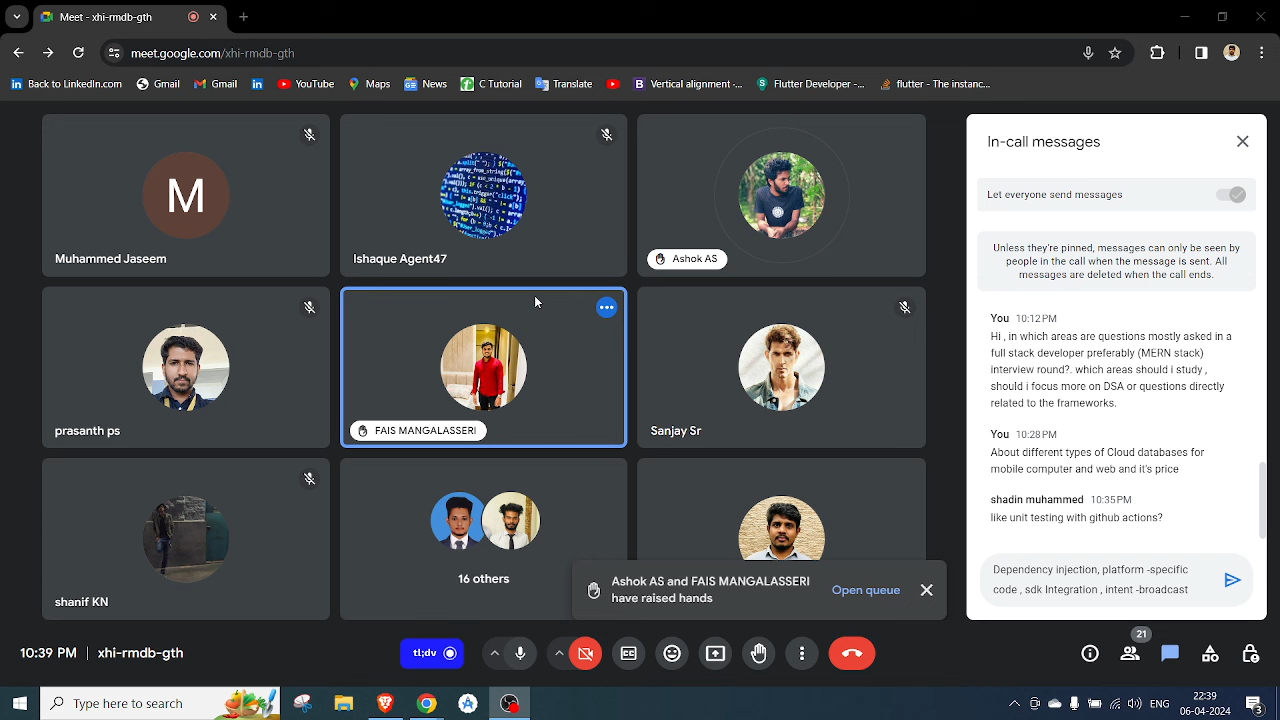 Meet - xhi-rmdb-gth
meet.google.com/xhi-rmdb-gth
Back to LinkedIn.com
Gmail
Gmail
YouTube
Maps
News
C Tutorial
Translate
Vertical alignment -...
Flutter Developer -...
flutter - The instanc...
M
Muhammed Jaseem
Ishaque Agent47
Ashok AS
prasanth ps
FAIS MANGALASSERI
Sanjay Sr
shanif KN
16 others
Ashok AS and FAIS MANGALASSERI
have raised hands
Open queue
In-call messages
Let everyone send messages
Unless they're pinned, messages can only be seen by
people in the call when the message is sent. All
messages are deleted when the call ends.
You 10:12 PM
Hi , in which areas are questions mostly asked in a
full stack developer preferably (MERN stack)
interview round?. which areas should i study ,
should i focus more on DSA or questions directly
related to the frameworks.
You 10:28 PM
About different types of Cloud databases for
mobile computer and web and it's price
shadin muhammed 10:35 PM
like unit testing with github actions?
Dependency injection, platform -specific
code , sdk Integration , intent -broadcast
10:39 PM | xhi-rmdb-gth
tl;dv
21
Type here to search
ENG
22:39
06-04-2024
3